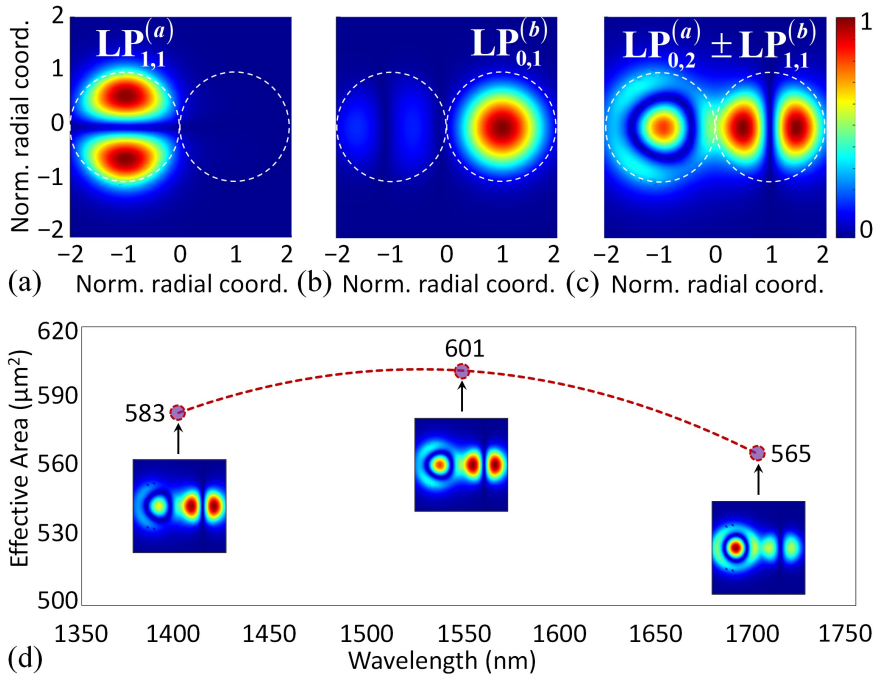 LP1,1(a)
LP0,1(b)
LP0,2(a) ± LP1,1(b)
Norm. radial coord.
2
1
0
−1
−2
1
0
−2 −1 0 1 2
−2 −1 0 1 2
−2 −1 0 1 2
(a) Norm. radial coord.
(b) Norm. radial coord.
(c) Norm. radial coord.
Effective Area (µm²)
620
590
560
530
500
583
601
565
1350 1400 1450 1500 1550 1600 1650 1700 1750
(d) Wavelength (nm)